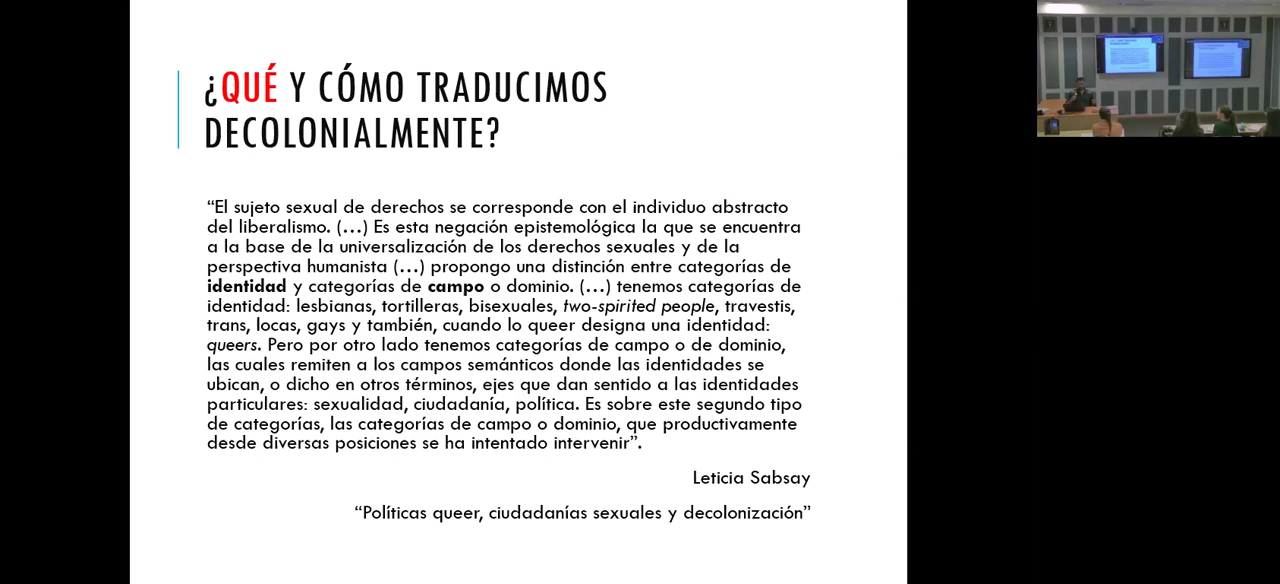 ¿QUÉ Y CÓMO TRADUCIMOS
DECOLONIALMENTE?
“El sujeto sexual de derechos se corresponde con el individuo abstracto
del liberalismo. (…) Es esta negación epistemológica la que se encuentra
a la base de la universalización de los derechos sexuales y de la
perspectiva humanista (…) propongo una distinción entre categorías de
identidad y categorías de campo o dominio. (…) tenemos categorías de
identidad: lesbianas, tortilleras, bisexuales, two-spirited people, travestis,
trans, locas, gays y también, cuando lo queer designa una identidad:
queers. Pero por otro lado tenemos categorías de campo o de dominio,
las cuales remiten a los campos semánticos donde las identidades se
ubican, o dicho en otros términos, ejes que dan sentido a las identidades
particulares: sexualidad, ciudadanía, política. Es sobre este segundo tipo
de categorías, las categorías de campo o dominio, que productivamente
desde diversas posiciones se ha intentado intervenir”.
Leticia Sabsay
“Políticas queer, ciudadanías sexuales y decolonización”